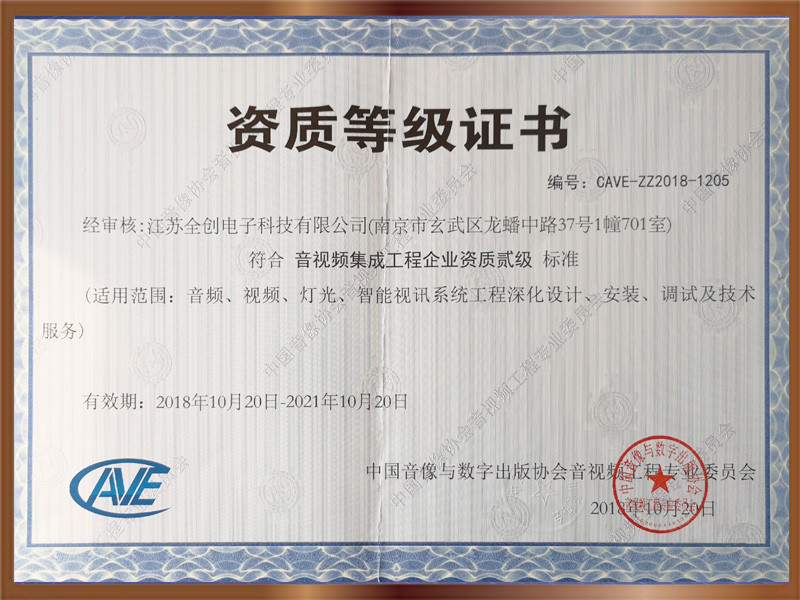 资质等级证书
编号：CAVE-ZZ2018-1205
经审核:江苏全创电子科技有限公司(南京市玄武区龙蟠中路37号1幢701室)
符合 音视频集成工程企业资质贰级 标准
(适用范围：音频、视频、灯光、智能视讯系统工程深化设计、安装、调试及技术
服务)
有效期：2018年10月20日-2021年10月20日
CAVE
中国音像与数字出版协会音视频工程专业委员会
2018年10月20日